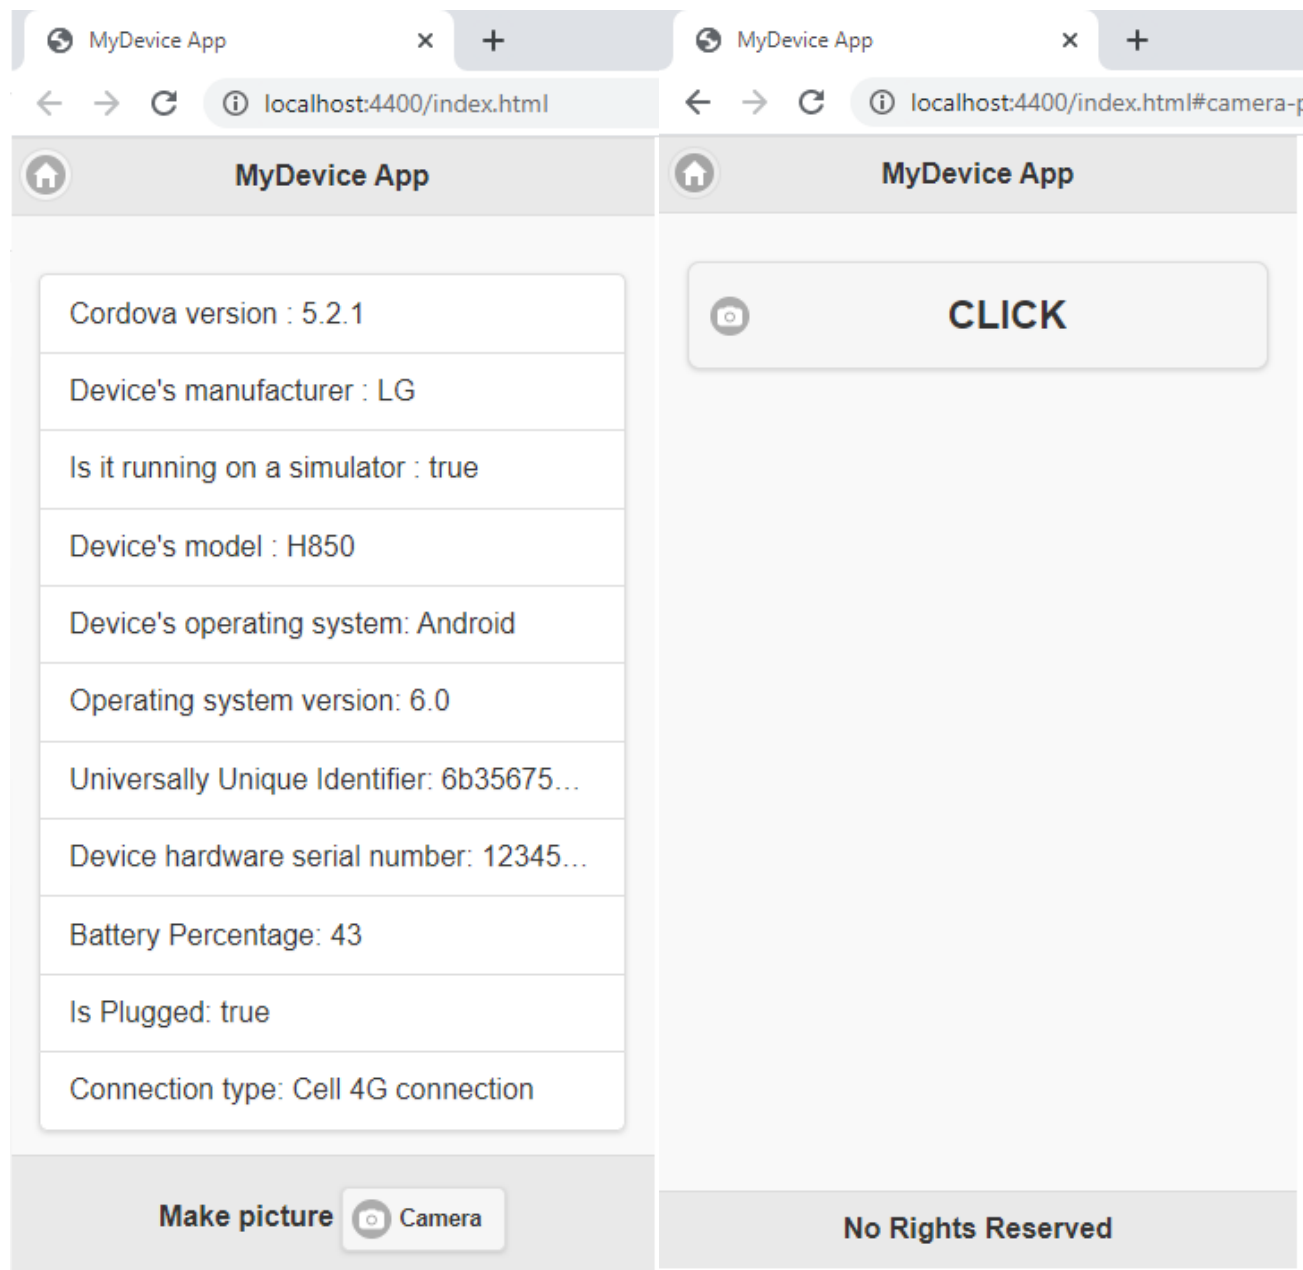 MyDevice App
localhost:4400/index.html
MyDevice App
Cordova version : 5.2.1
Device's manufacturer : LG
Is it running on a simulator : true
Device's model : H850
Device's operating system: Android
Operating system version: 6.0
Universally Unique Identifier: 6b35675...
Device hardware serial number: 12345...
Battery Percentage: 43
Is Plugged: true
Connection type: Cell 4G connection
Make picture Camera
MyDevice App
localhost:4400/index.html#camera-p
MyDevice App
CLICK
No Rights Reserved